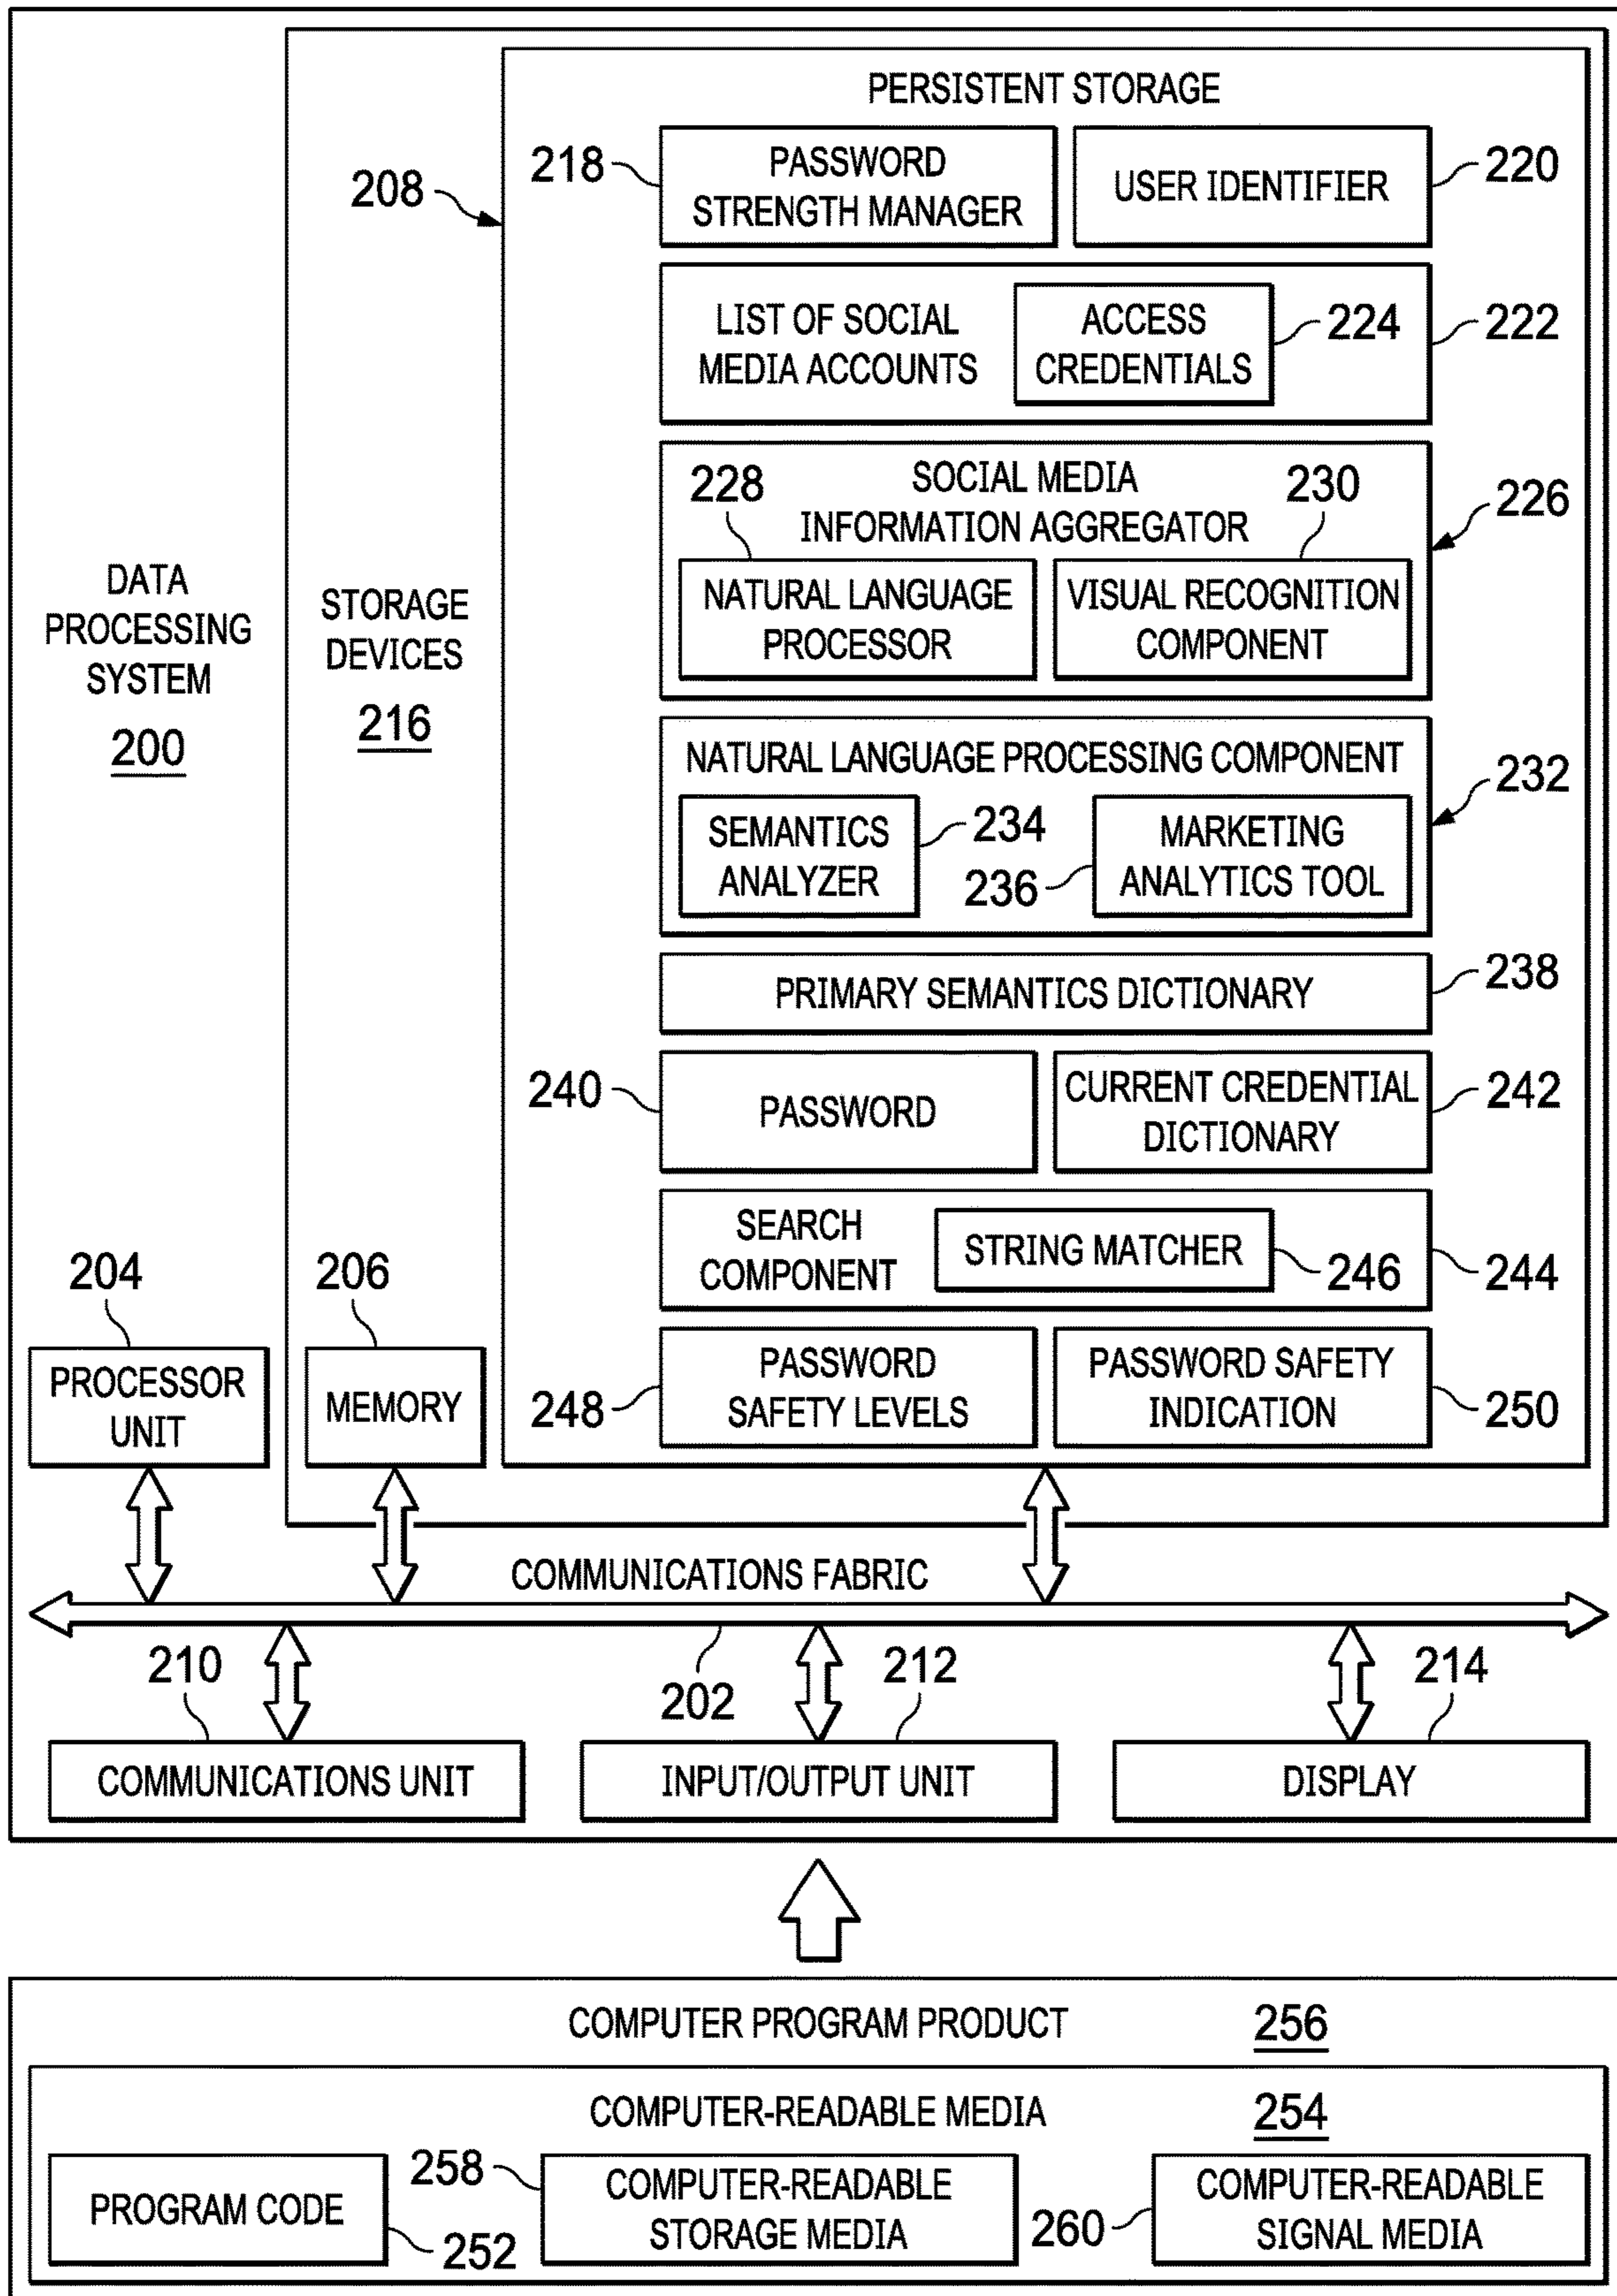 PERSISTENT STORAGE
208
218
PASSWORD
STRENGTH MANAGER
USER IDENTIFIER
220
LIST OF SOCIAL
MEDIA ACCOUNTS
ACCESS
CREDENTIALS
224
222
SOCIAL MEDIA
INFORMATION AGGREGATOR
228
230
226
NATURAL LANGUAGE
PROCESSOR
VISUAL RECOGNITION
COMPONENT
DATA
PROCESSING
SYSTEM
200
STORAGE
DEVICES
216
NATURAL LANGUAGE PROCESSING COMPONENT
232
SEMANTICS
ANALYZER
234
236
MARKETING
ANALYTICS TOOL
PRIMARY SEMANTICS DICTIONARY
238
240
PASSWORD
CURRENT CREDENTIAL
DICTIONARY
242
SEARCH
COMPONENT
STRING MATCHER
246
244
204
PROCESSOR
UNIT
206
MEMORY
248
PASSWORD
SAFETY LEVELS
PASSWORD SAFETY
INDICATION
250
COMMUNICATIONS FABRIC
202
210
COMMUNICATIONS UNIT
212
INPUT/OUTPUT UNIT
214
DISPLAY
COMPUTER PROGRAM PRODUCT
256
COMPUTER-READABLE MEDIA
254
PROGRAM CODE
252
258
COMPUTER-READABLE
STORAGE MEDIA
260
COMPUTER-READABLE
SIGNAL MEDIA